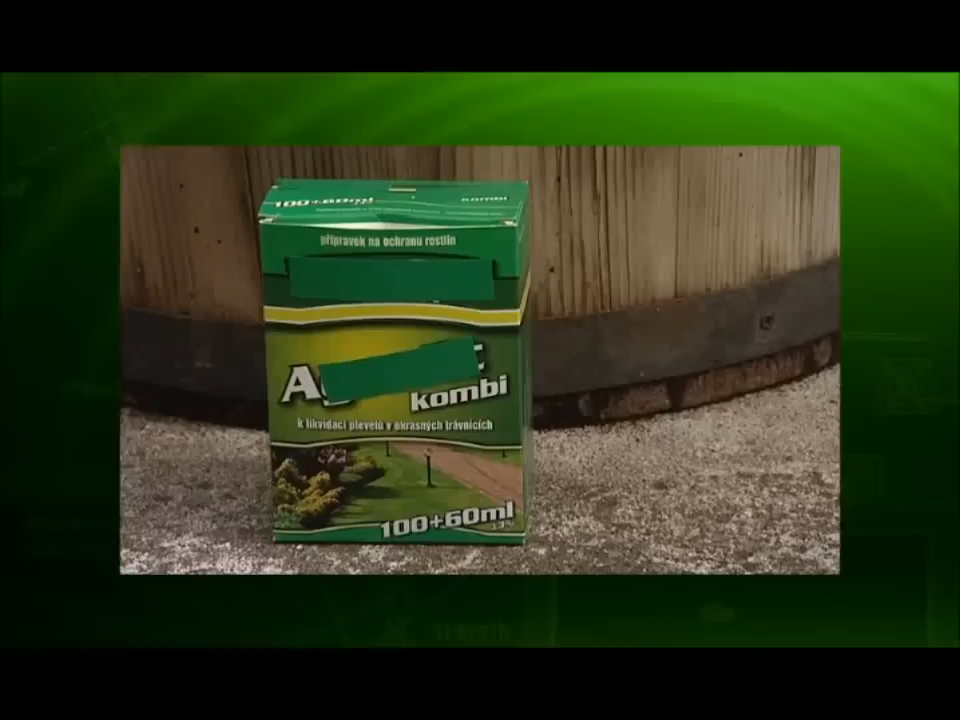 100+60ml kombi
přípravek na ochranu rostlin
kombi
k likvidaci plevelů v okrasných trávnících
100+60ml